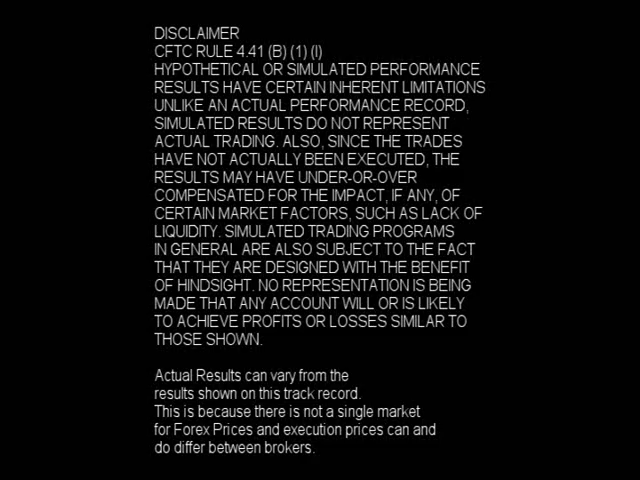 DISCLAIMER
CFTC RULE 4.41 (B) (1) (I)
HYPOTHETICAL OR SIMULATED PERFORMANCE
RESULTS HAVE CERTAIN INHERENT LIMITATIONS
UNLIKE AN ACTUAL PERFORMANCE RECORD,
SIMULATED RESULTS DO NOT REPRESENT
ACTUAL TRADING. ALSO, SINCE THE TRADES
HAVE NOT ACTUALLY BEEN EXECUTED, THE
RESULTS MAY HAVE UNDER-OR-OVER
COMPENSATED FOR THE IMPACT, IF ANY, OF
CERTAIN MARKET FACTORS, SUCH AS LACK OF
LIQUIDITY. SIMULATED TRADING PROGRAMS
IN GENERAL ARE ALSO SUBJECT TO THE FACT
THAT THEY ARE DESIGNED WITH THE BENEFIT
OF HINDSIGHT. NO REPRESENTATION IS BEING
MADE THAT ANY ACCOUNT WILL OR IS LIKELY
TO ACHIEVE PROFITS OR LOSSES SIMILAR TO
THOSE SHOWN.
Actual Results can vary from the
results shown on this track record.
This is because there is not a single market
for Forex Prices and execution prices can and
do differ between brokers.